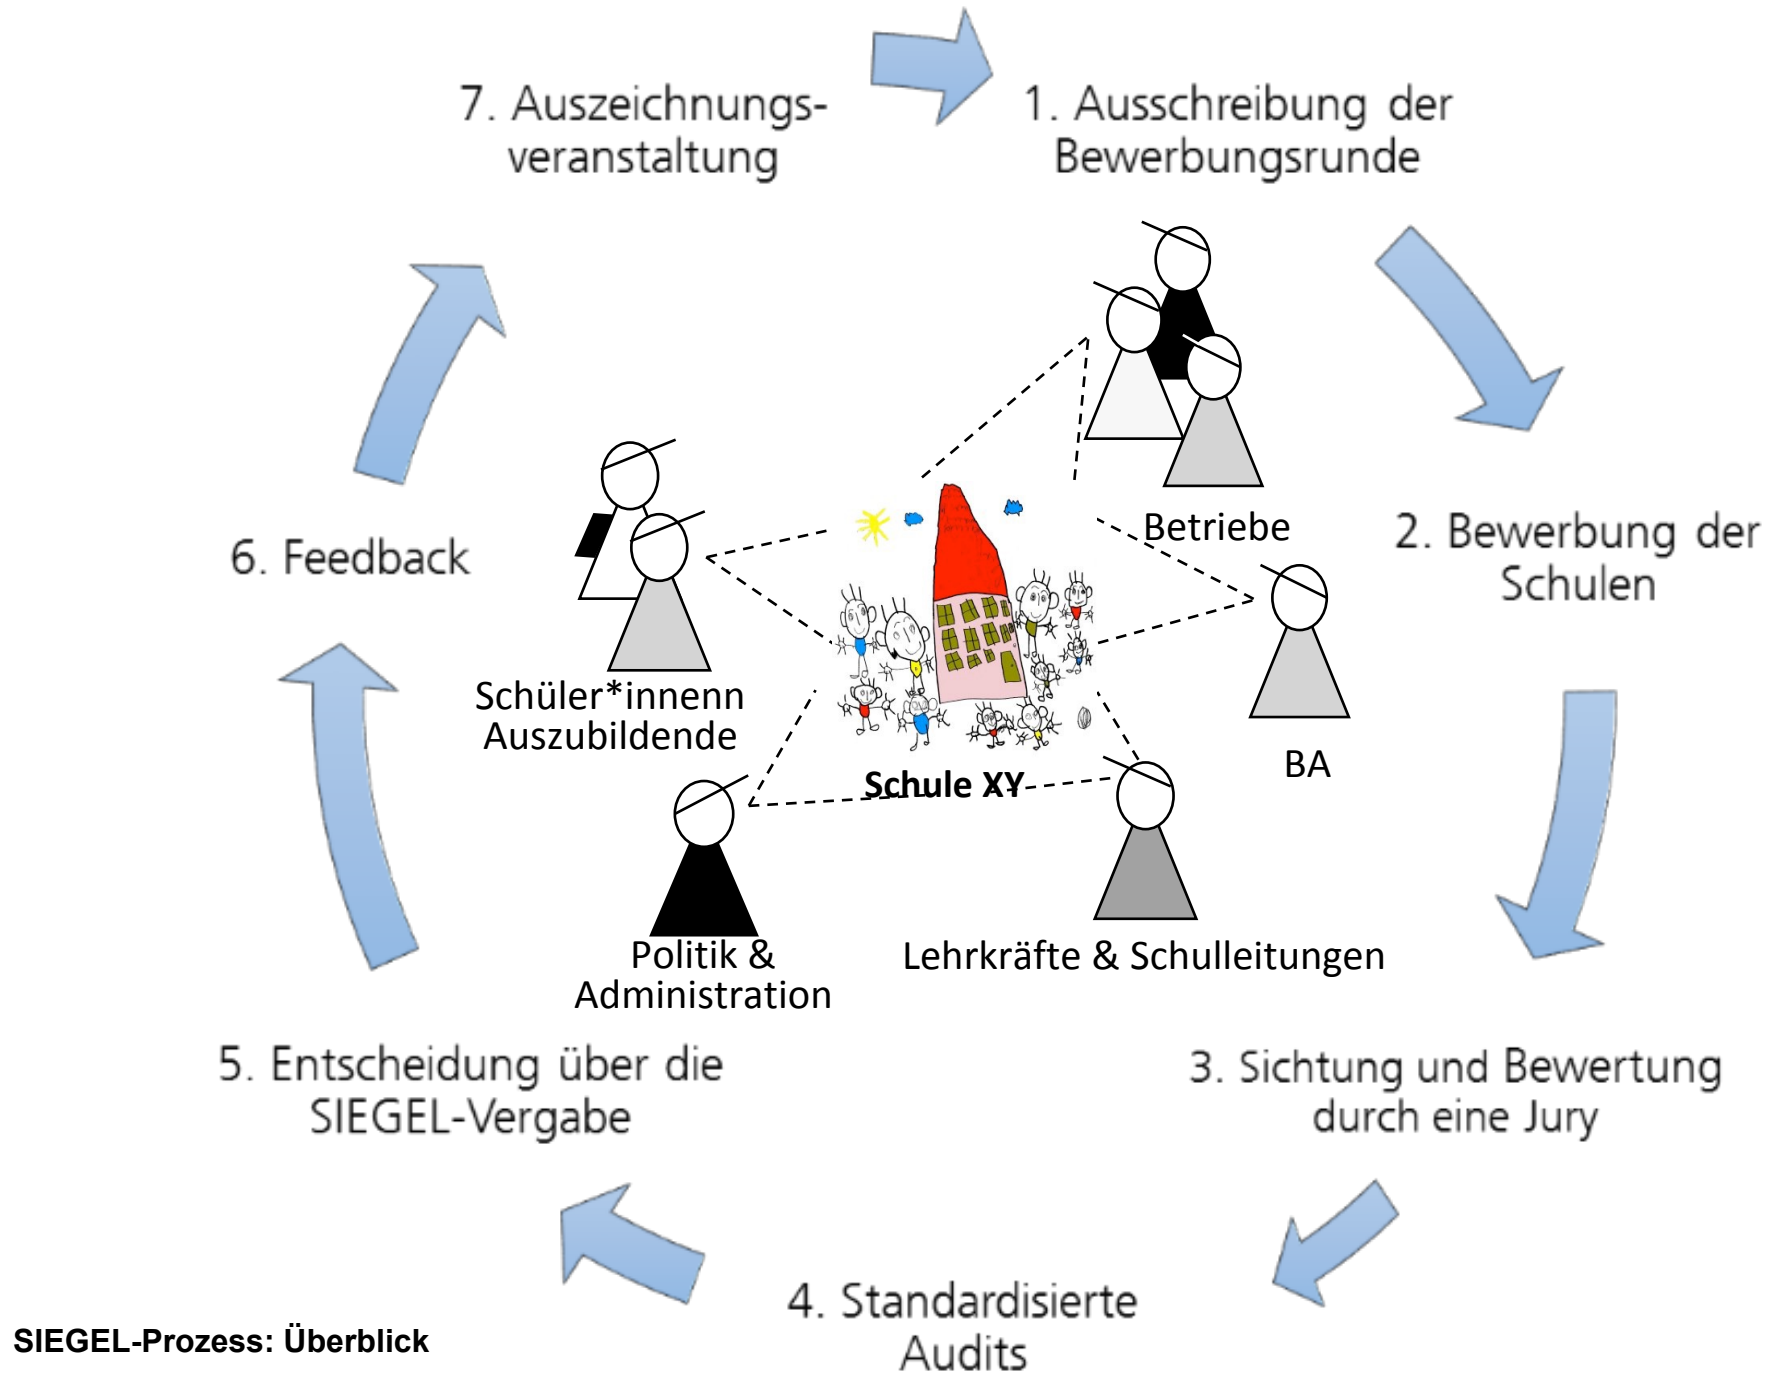 7. Auszeichnungs-
veranstaltung
1. Ausschreibung der
Bewerbungsrunde
2. Bewerbung der
Schulen
3. Sichtung und Bewertung
durch eine Jury
4. Standardisierte
Audits
5. Entscheidung über die
SIEGEL-Vergabe
6. Feedback
Betriebe
BA
Lehrkräfte & Schulleitungen
Politik &
Administration
Schüler*innenn
Auszubildende
Schule XY
SIEGEL-Prozess: Überblick